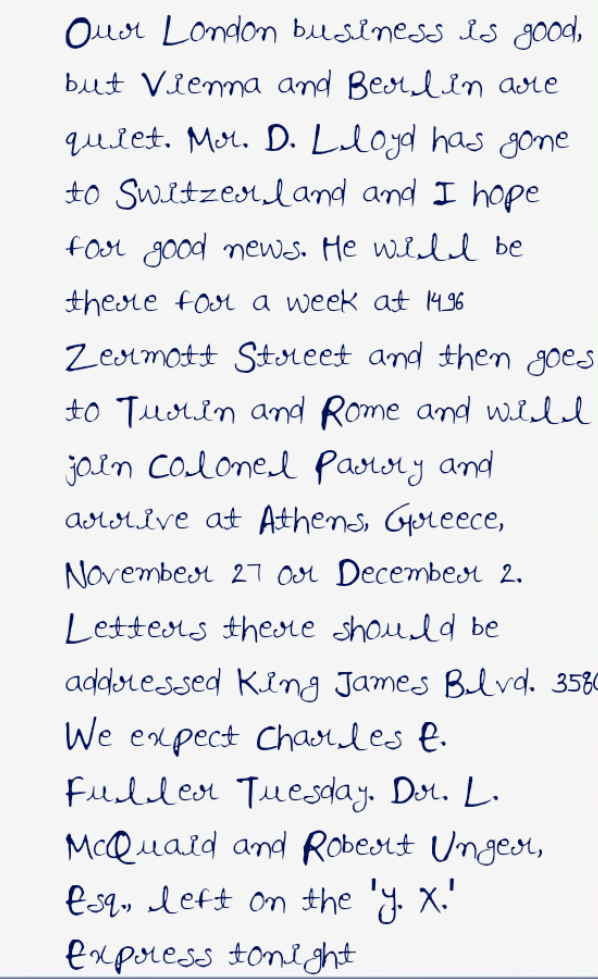 Our London business is good,
but Vienna and Berlin are
quiet. Mr. D. Lloyd has gone
to Switzerland and I hope
for good news. He will be
there for a week at 1496
Zermott Street and then goes
to Turin and Rome and will
join Colonel Parry and
arrive at Athens, Greece,
November 27 or December 2.
Letters there should be
addressed King James Blvd. 3580
We expect Charles E.
Fuller Tuesday. Dr. L.
McQuaid and Robert Unger,
Esq., left on the 'Y. X.'
Express tonight